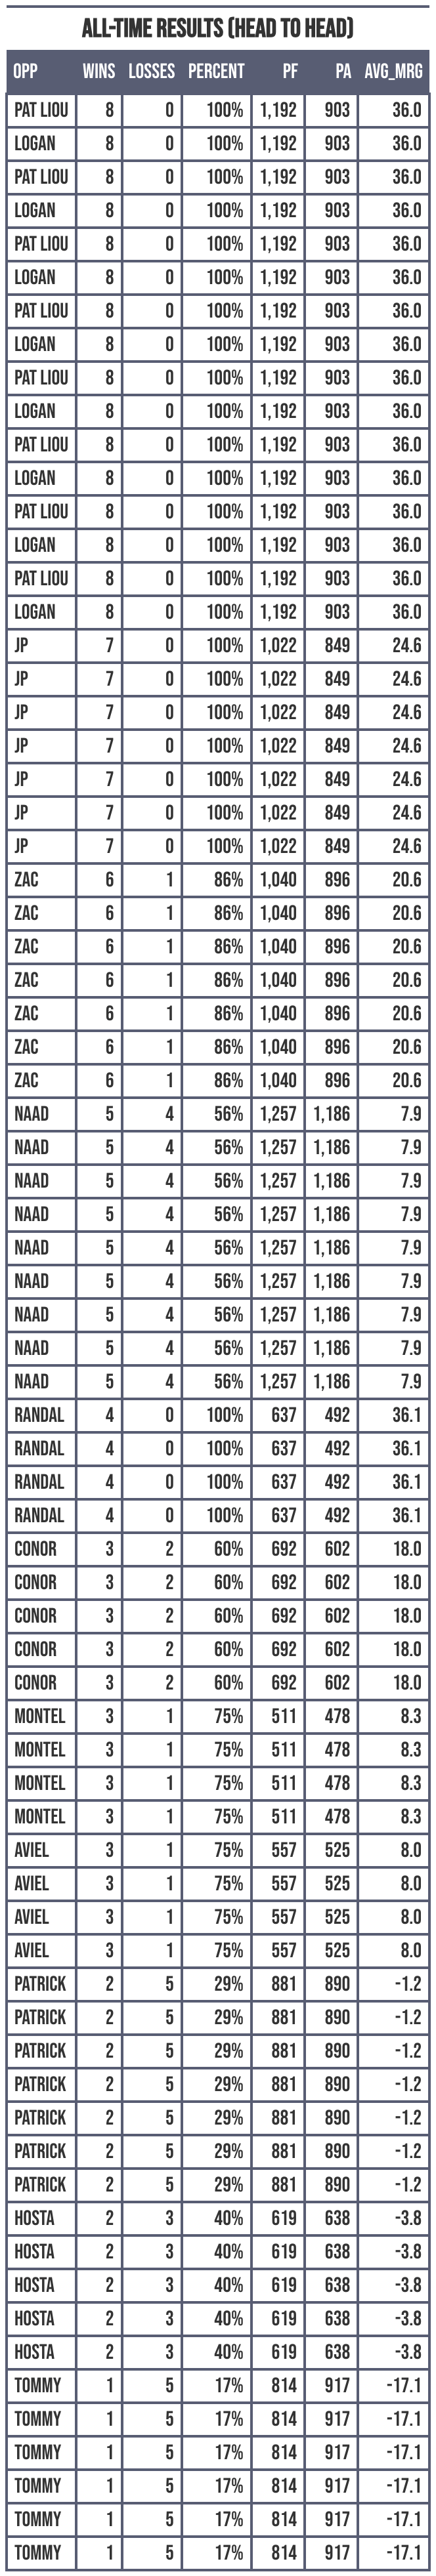 ALL-TIME RESULTS (HEAD TO HEAD)
OPP WINS LOSSES PERCENT PF PA AVG_MRG
PAT LIOU 8 0 100% 1,192 903 36.0
LOGAN 8 0 100% 1,192 903 36.0
PAT LIOU 8 0 100% 1,192 903 36.0
LOGAN 8 0 100% 1,192 903 36.0
PAT LIOU 8 0 100% 1,192 903 36.0
LOGAN 8 0 100% 1,192 903 36.0
PAT LIOU 8 0 100% 1,192 903 36.0
LOGAN 8 0 100% 1,192 903 36.0
PAT LIOU 8 0 100% 1,192 903 36.0
LOGAN 8 0 100% 1,192 903 36.0
PAT LIOU 8 0 100% 1,192 903 36.0
LOGAN 8 0 100% 1,192 903 36.0
PAT LIOU 8 0 100% 1,192 903 36.0
LOGAN 8 0 100% 1,192 903 36.0
PAT LIOU 8 0 100% 1,192 903 36.0
LOGAN 8 0 100% 1,192 903 36.0
JP 7 0 100% 1,022 849 24.6
JP 7 0 100% 1,022 849 24.6
JP 7 0 100% 1,022 849 24.6
JP 7 0 100% 1,022 849 24.6
JP 7 0 100% 1,022 849 24.6
JP 7 0 100% 1,022 849 24.6
JP 7 0 100% 1,022 849 24.6
ZAC 6 1 86% 1,040 896 20.6
ZAC 6 1 86% 1,040 896 20.6
ZAC 6 1 86% 1,040 896 20.6
ZAC 6 1 86% 1,040 896 20.6
ZAC 6 1 86% 1,040 896 20.6
ZAC 6 1 86% 1,040 896 20.6
ZAC 6 1 86% 1,040 896 20.6
NAAD 5 4 56% 1,257 1,186 7.9
NAAD 5 4 56% 1,257 1,186 7.9
NAAD 5 4 56% 1,257 1,186 7.9
NAAD 5 4 56% 1,257 1,186 7.9
NAAD 5 4 56% 1,257 1,186 7.9
NAAD 5 4 56% 1,257 1,186 7.9
NAAD 5 4 56% 1,257 1,186 7.9
NAAD 5 4 56% 1,257 1,186 7.9
NAAD 5 4 56% 1,257 1,186 7.9
RANDAL 4 0 100% 637 492 36.1
RANDAL 4 0 100% 637 492 36.1
RANDAL 4 0 100% 637 492 36.1
RANDAL 4 0 100% 637 492 36.1
CONOR 3 2 60% 692 602 18.0
CONOR 3 2 60% 692 602 18.0
CONOR 3 2 60% 692 602 18.0
CONOR 3 2 60% 692 602 18.0
CONOR 3 2 60% 692 602 18.0
MONTEL 3 1 75% 511 478 8.3
MONTEL 3 1 75% 511 478 8.3
MONTEL 3 1 75% 511 478 8.3
MONTEL 3 1 75% 511 478 8.3
AVIEL 3 1 75% 557 525 8.0
AVIEL 3 1 75% 557 525 8.0
AVIEL 3 1 75% 557 525 8.0
AVIEL 3 1 75% 557 525 8.0
PATRICK 2 5 29% 881 890 -1.2
PATRICK 2 5 29% 881 890 -1.2
PATRICK 2 5 29% 881 890 -1.2
PATRICK 2 5 29% 881 890 -1.2
PATRICK 2 5 29% 881 890 -1.2
PATRICK 2 5 29% 881 890 -1.2
PATRICK 2 5 29% 881 890 -1.2
HOSTA 2 3 40% 619 638 -3.8
HOSTA 2 3 40% 619 638 -3.8
HOSTA 2 3 40% 619 638 -3.8
HOSTA 2 3 40% 619 638 -3.8
HOSTA 2 3 40% 619 638 -3.8
TOMMY 1 5 17% 814 917 -17.1
TOMMY 1 5 17% 814 917 -17.1
TOMMY 1 5 17% 814 917 -17.1
TOMMY 1 5 17% 814 917 -17.1
TOMMY 1 5 17% 814 917 -17.1
TOMMY 1 5 17% 814 917 -17.1